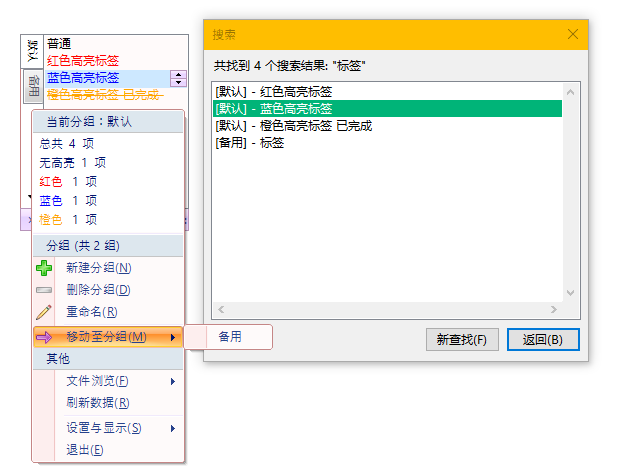 默认
备用
普通
红色高亮标签
蓝色高亮标签
橙色高亮标签 已完成
当前分组：默认
总共 4 项
无高亮 1 项
红色 1 项
蓝色 1 项
橙色 1 项
分组 (共 2 组)
新建分组(N)
删除分组(D)
重命名(R)
移动至分组(M)
备用
其他
文件浏览(F)
刷新数据(R)
设置与显示(S)
退出(E)
搜索
共找到 4 个搜索结果: "标签"
[默认] - 红色高亮标签
[默认] - 蓝色高亮标签
[默认] - 橙色高亮标签 已完成
[备用] - 标签
新查找(F)
返回(B)